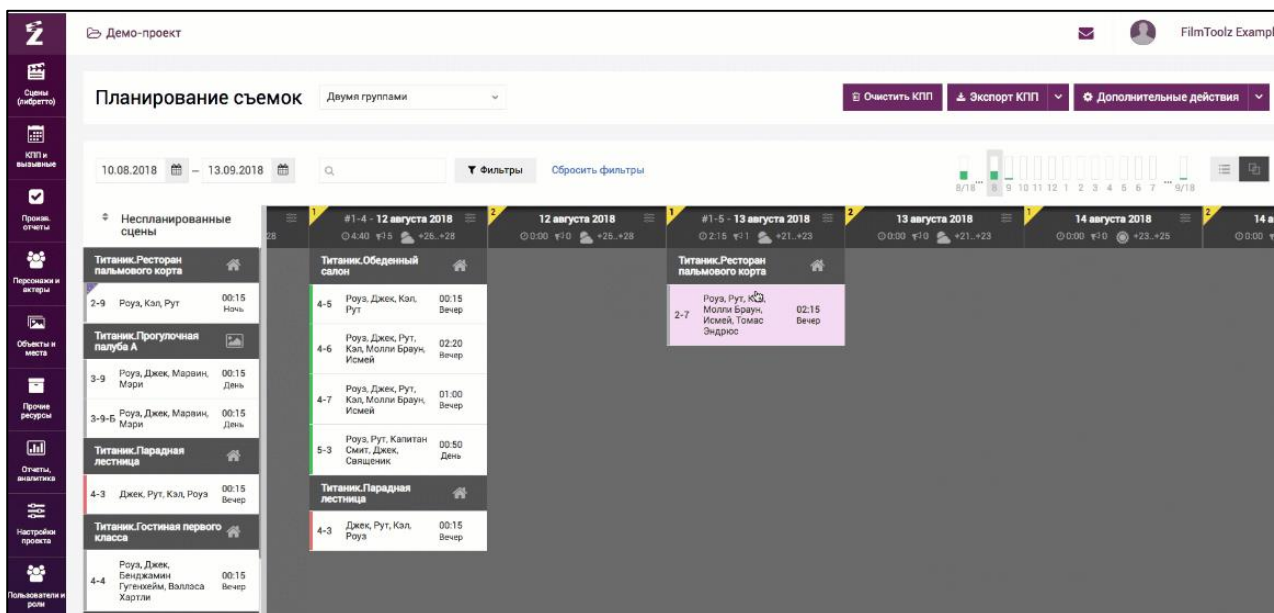 Демо-проект
FilmToolz Exampl
Сцены
(либретто)
КПП и
вызывные
Произв.
отчеты
Персонажи и
актеры
Объекты и
места
Прочие
ресурсы
Отчеты,
аналитика
Настройки
проекта
Пользователи и
роли
Планирование съемок
Двумя группами
Очистить КПП
Экспорт КПП
Дополнительные действия
10.08.2018 – 13.09.2018
Фильтры
Сбросить фильтры
8/18 ... 8 9 10 11 12 1 2 3 4 5 6 7 ... 9/18
Неспланированные
сцены
28
1 #1-4 - 12 августа 2018
4:40 5 +26..+28
2 12 августа 2018
0:00 0 +26..+28
1 #1-5 - 13 августа 2018
2:15 1 +21..+23
2 13 августа 2018
0:00 0 +21..+23
1 14 августа 2018
0:00 0 +23..+25
2 14 а
0:00
Титаник.Ресторан
пальмового корта
2-9 Роуз, Кэл, Рут 00:15
Ночь
Титаник.Прогулочная
палуба А
3-9 Роуз, Джек, Марвин,
Мэри 00:15
День
3-9-Б Роуз, Джек, Марвин,
Мэри 00:15
День
Титаник.Парадная
лестница
4-3 Джек, Рут, Кэл, Роуз 00:15
Вечер
Титаник.Гостиная первого
класса
4-4 Роуз, Джек,
Бенджамин
Гугенхейм, Валласа
Хартли 00:15
Вечер
Титаник.Обеденный
салон
4-5 Роуз, Джек, Кэл,
Рут 00:15
Вечер
4-6 Роуз, Джек, Рут,
Кэл, Молли Браун,
Исмей 02:20
Вечер
4-7 Роуз, Джек, Рут,
Кэл, Молли Браун,
Исмей 01:00
Вечер
5-3 Роуз, Рут, Капитан
Смит, Джек,
Священик 00:50
День
Титаник.Парадная
лестница
4-3 Джек, Рут, Кэл,
Роуз 00:15
Вечер
Титаник.Ресторан
пальмового корта
2-7 Роуз, Рут,
Молли Браун,
Исмей, Томас
Эндрюс 02:15
Вечер